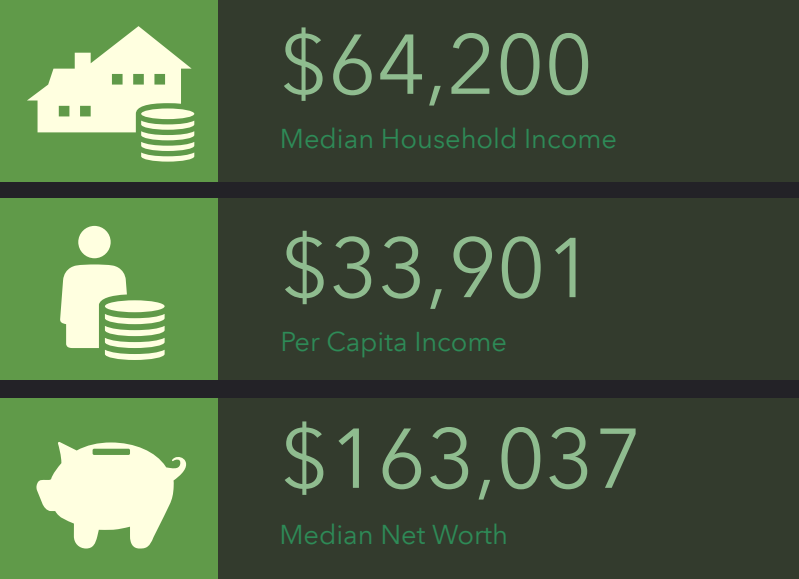 $64,200
Median Household Income
$33,901
Per Capita Income
$163,037
Median Net Worth